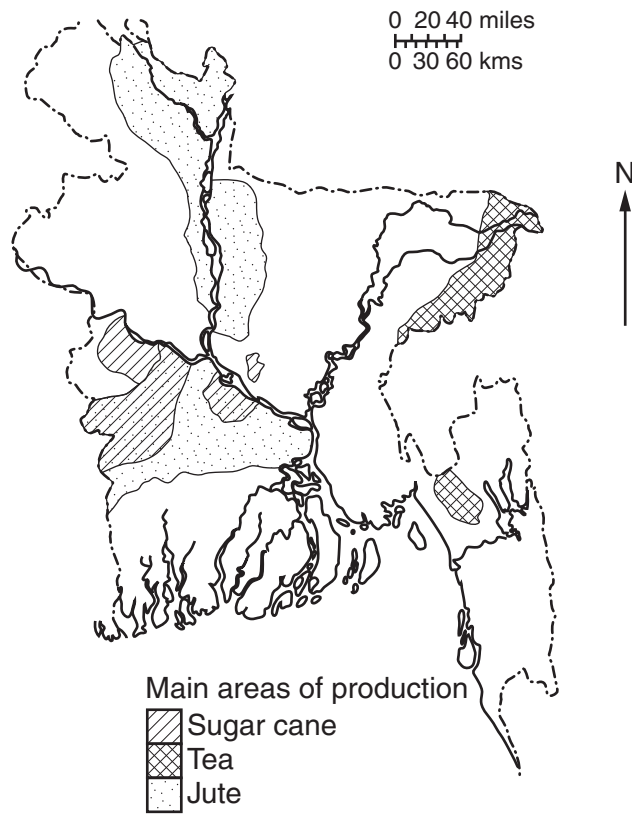 0 20 40 miles
0 30 60 kms
N
Main areas of production
Sugar cane
Tea
Jute